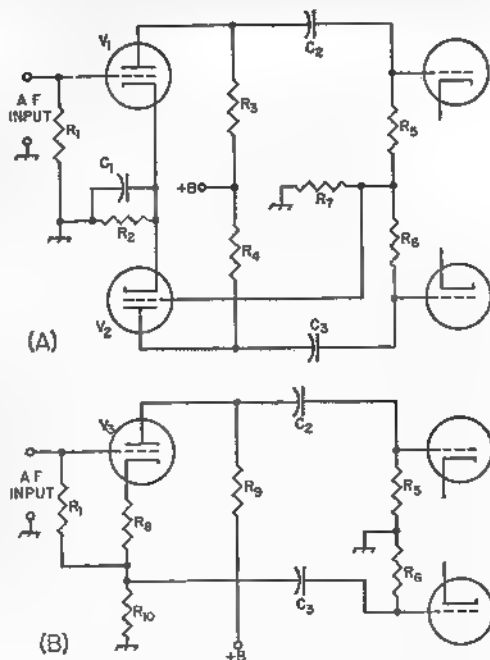 V1
C2
A F
INPUT
R1
R3
R5
C1
+B
R7
R2
R4
R6
V2
(A)
C3
V3
C2
A F
INPUT
R1
R8
R9
R5
R6
C3
R10
(B)
+B